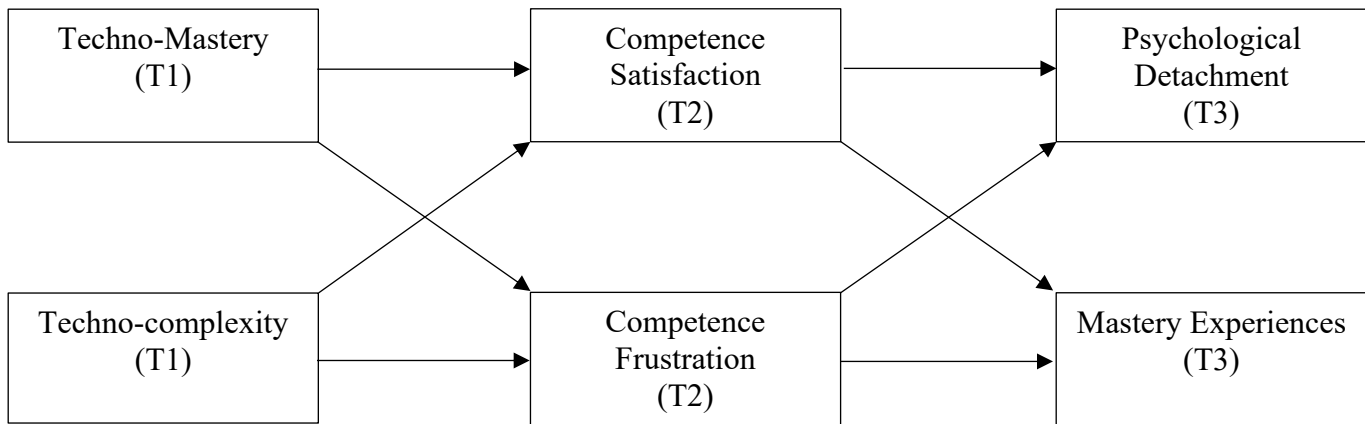 Techno-Mastery
(T1)
Competence
Satisfaction
(T2)
Psychological
Detachment
(T3)
Techno-complexity
(T1)
Competence
Frustration
(T2)
Mastery Experiences
(T3)